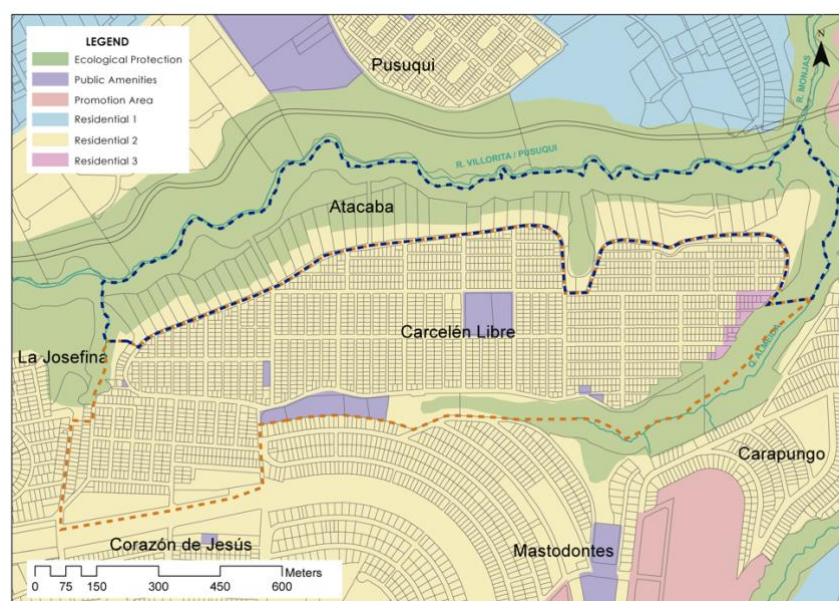 LEGEND
Ecological Protection
Public Amenities
Promotion Area
Residential 1
Residential 2
Residential 3
Pusuqui
N
R. MONJAS
R. VILLORITA / PUSUQUI
Atacaba
Carcelén Libre
La Josefina
Q. ALMEIDA
Carapungo
Corazón de Jesús
Mastodontes
Meters
0 75 150 300 450 600